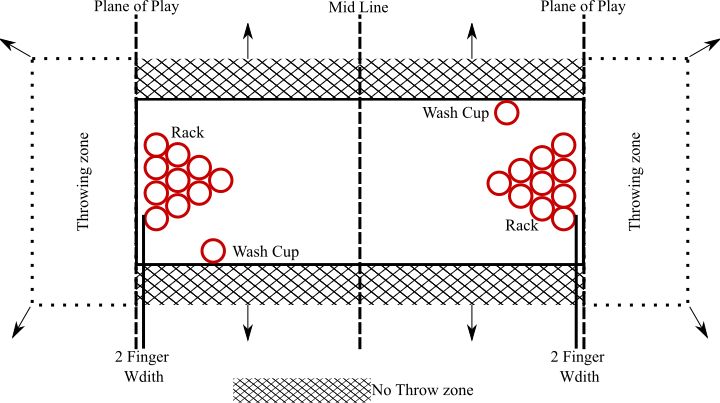 Plane of Play
Mid Line
Plane of Play
Wash Cup
Rack
Throwing zone
Throwing zone
Rack
Wash Cup
2 Finger
Wdith
2 Finger
Wdith
No Throw zone